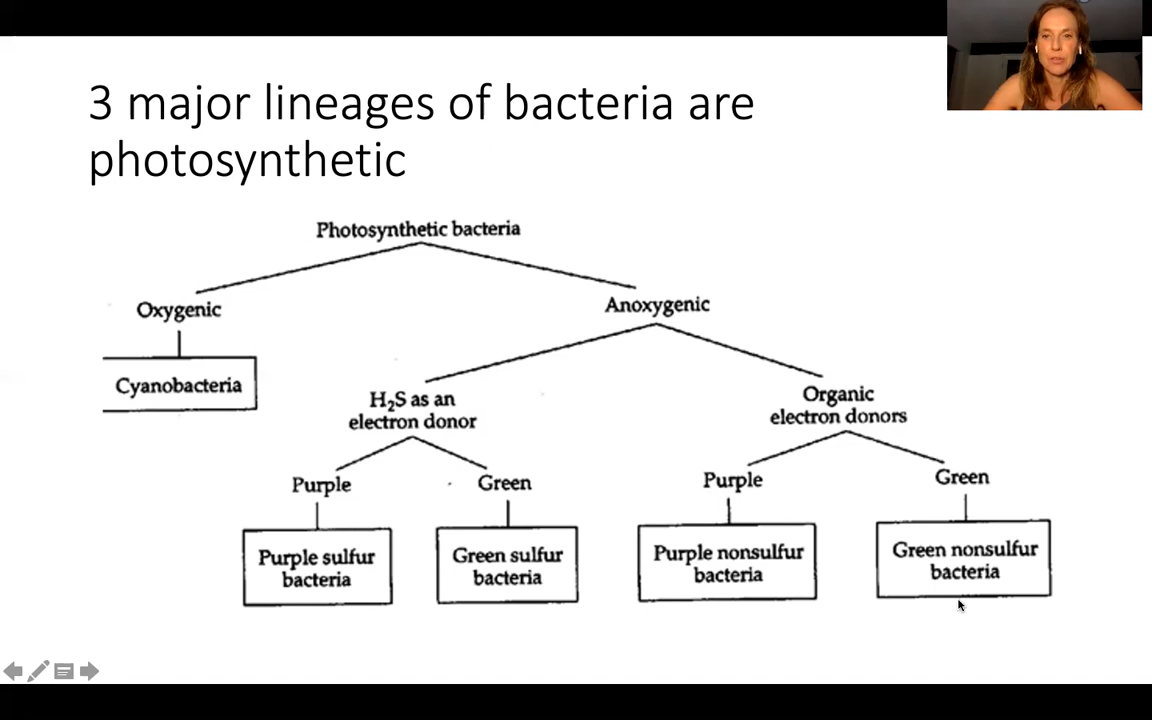 3 major lineages of bacteria are
photosynthetic
Photosynthetic bacteria
Oxygenic
Anoxygenic
Cyanobacteria
H₂S as an
electron donor
Organic
electron donors
Purple
Green
Purple
Green
Purple sulfur
bacteria
Green sulfur
bacteria
Purple nonsulfur
bacteria
Green nonsulfur
bacteria